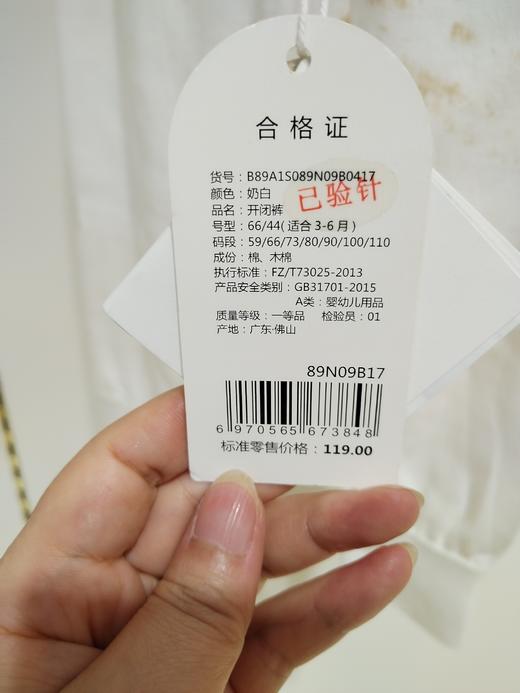 合格证
货号：B89A1S089N09B0417
颜色：奶白
已验针
品名：开闭裤
号型：66/44(适合3-6月)
码段：59/66/73/80/90/100/110
成份：棉、木棉
执行标准：FZ/T73025-2013
产品安全类别：GB31701-2015
A类：婴幼儿用品
质量等级：一等品 检验员：01
产地：广东·佛山
89N09B17
6 970565 673848
标准零售价格：119.00